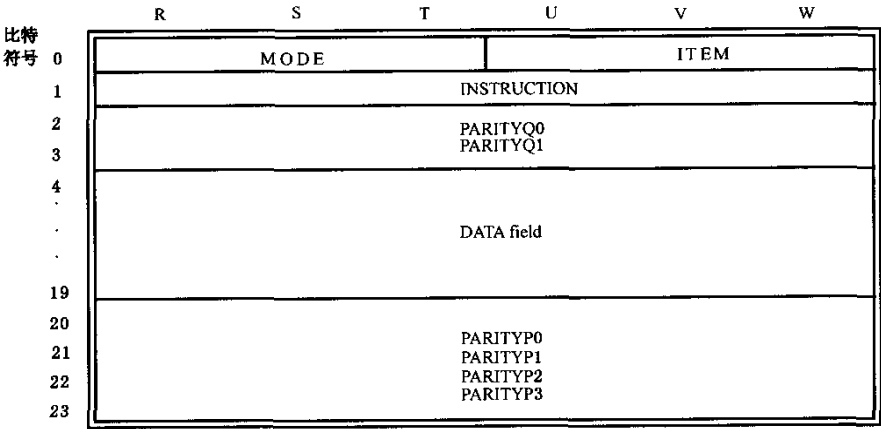 R S T U V W
比特
符号 0 MODE ITEM
1 INSTRUCTION
2 PARITYQ0
PARITYQ1
3
4
.
. DATA field
.
19
20
PARITYP0
21 PARITYP1
22 PARITYP2
PARITYP3
23